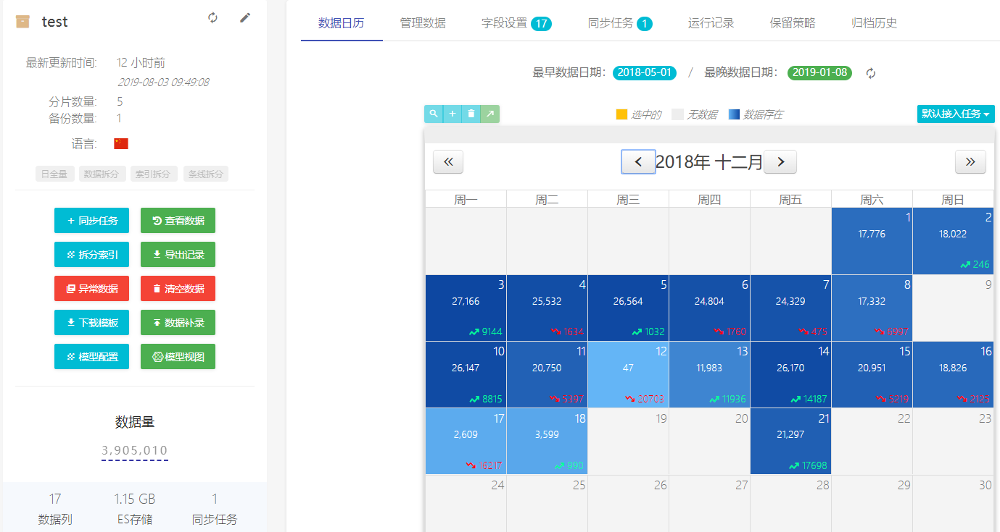 test
最新更新时间: 12 小时前
2019-08-03 09:49:08
分片数量: 5
备份数量: 1
语言:
日全量 数据拆分 索引拆分 条线拆分
同步任务 查看数据
拆分索引 导出记录
异常数据 清空数据
下载模板 数据补录
模型配置 模型视图
数据量
3,905,010
17 1.15 GB 1
数据列 ES存储 同步任务
数据日历 管理数据 字段设置 17 同步任务 1 运行记录 保留策略 归档历史
最早数据日期: 2018-05-01 / 最晚数据日期: 2019-01-08
选中的 无数据 数据存在 默认接入任务
« < 2018年 十二月 > »
周一 周二 周三 周四 周五 周六 周日
1 2
17,776 18,022
246
3 4 5 6 7 8 9
27,166 25,532 26,564 24,804 24,329 17,332
9144 1634 1032 1760 475 6997
10 11 12 13 14 15 16
26,147 20,750 47 11,983 26,170 20,951 18,826
8815 5397 20703 11936 14187 5219 2125
17 18 19 20 21 22 23
2,609 3,599 21,297
16217 990 17698
24 25 26 27 28 29 30